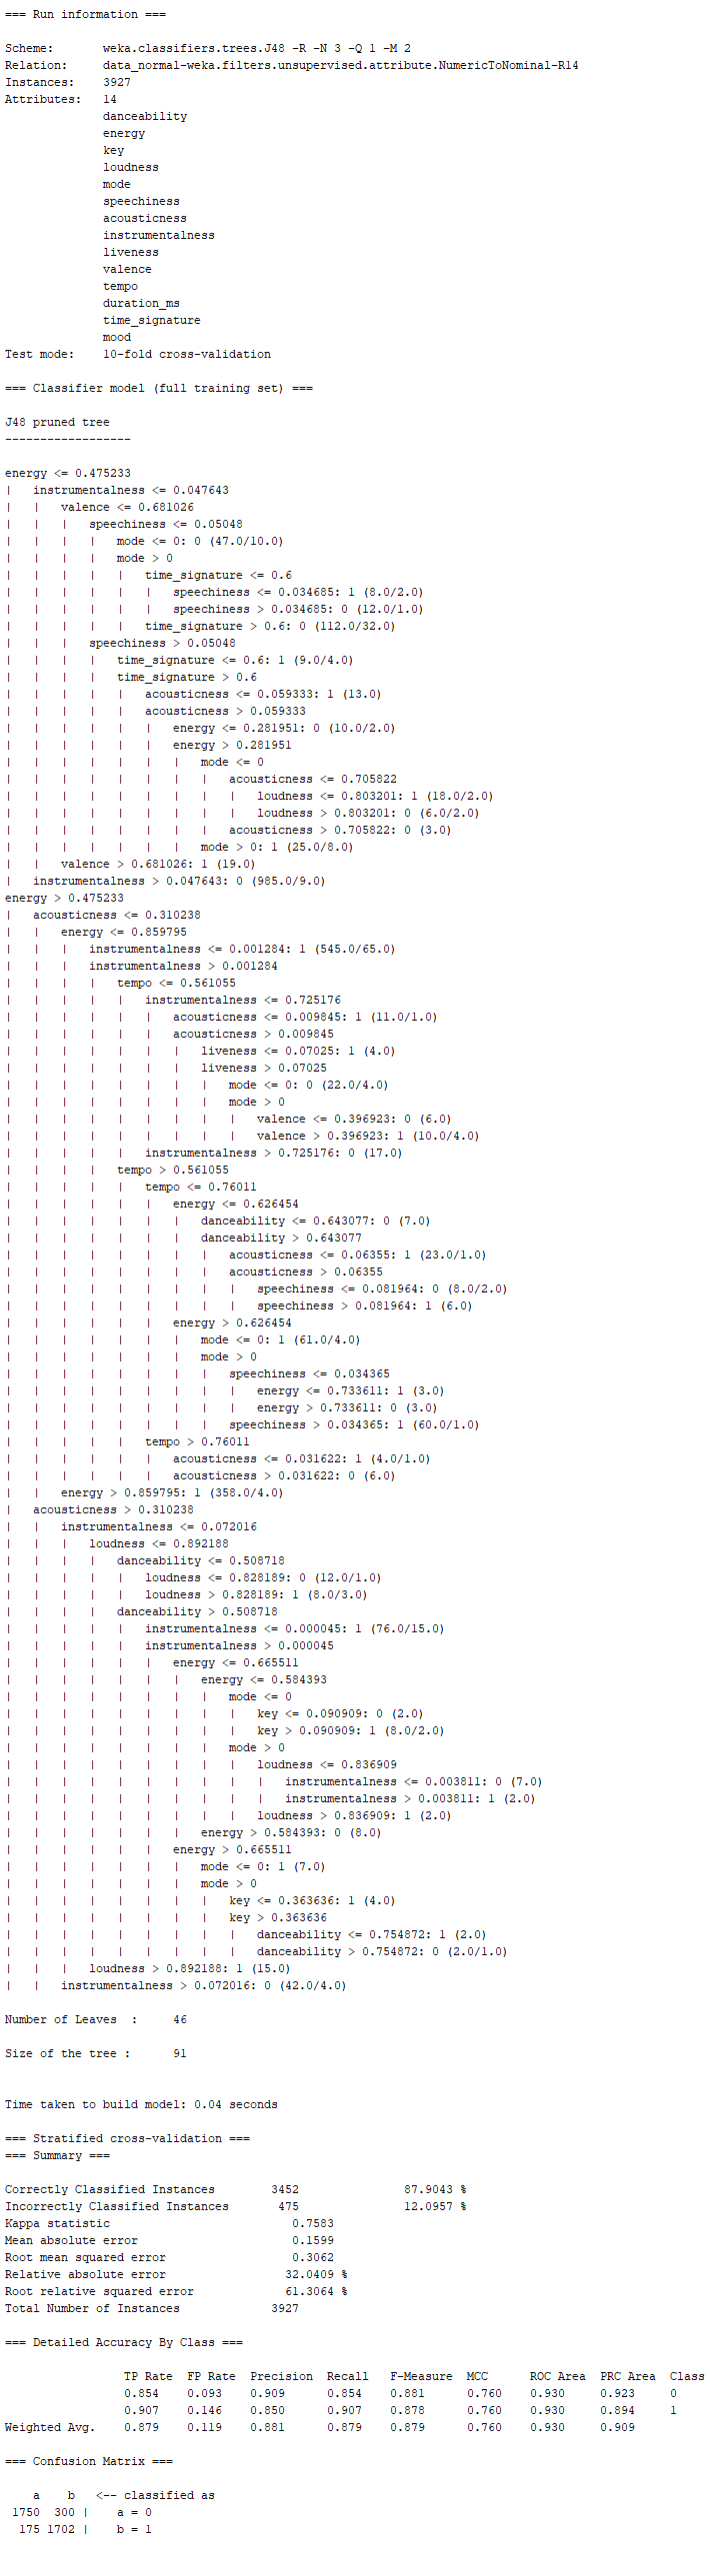 === Run information ===

Scheme:       weka.classifiers.trees.J48 -R -N 3 -Q 1 -M 2
Relation:     data_normal-weka.filters.unsupervised.attribute.NumericToNominal-R14
Instances:    3927
Attributes:   14
              danceability
              energy
              key
              loudness
              mode
              speechiness
              acousticness
              instrumentalness
              liveness
              valence
              tempo
              duration_ms
              time_signature
              mood
Test mode:    10-fold cross-validation

=== Classifier model (full training set) ===

J48 pruned tree
------------------

energy <= 0.475233
|   instrumentalness <= 0.047643
|   |   valence <= 0.681026
|   |   |   speechiness <= 0.05048
|   |   |   |   mode <= 0: 0 (47.0/10.0)
|   |   |   |   mode > 0
|   |   |   |   |   time_signature <= 0.6
|   |   |   |   |   |   speechiness <= 0.034685: 1 (8.0/2.0)
|   |   |   |   |   |   speechiness > 0.034685: 0 (12.0/1.0)
|   |   |   |   |   time_signature > 0.6: 0 (112.0/32.0)
|   |   |   speechiness > 0.05048
|   |   |   |   time_signature <= 0.6: 1 (9.0/4.0)
|   |   |   |   time_signature > 0.6
|   |   |   |   |   acousticness <= 0.059333: 1 (13.0)
|   |   |   |   |   acousticness > 0.059333
|   |   |   |   |   |   energy <= 0.281951: 0 (10.0/2.0)
|   |   |   |   |   |   energy > 0.281951
|   |   |   |   |   |   |   mode <= 0
|   |   |   |   |   |   |   |   acousticness <= 0.705822
|   |   |   |   |   |   |   |   |   loudness <= 0.803201: 1 (18.0/2.0)
|   |   |   |   |   |   |   |   |   loudness > 0.803201: 0 (6.0/2.0)
|   |   |   |   |   |   |   |   acousticness > 0.705822: 0 (3.0)
|   |   |   |   |   |   |   mode > 0: 1 (25.0/8.0)
|   |   valence > 0.681026: 1 (19.0)
|   instrumentalness > 0.047643: 0 (985.0/9.0)
energy > 0.475233
|   acousticness <= 0.310238
|   |   energy <= 0.859795
|   |   |   instrumentalness <= 0.001284: 1 (545.0/65.0)
|   |   |   instrumentalness > 0.001284
|   |   |   |   tempo <= 0.561055
|   |   |   |   |   instrumentalness <= 0.725176
|   |   |   |   |   |   acousticness <= 0.009845: 1 (11.0/1.0)
|   |   |   |   |   |   acousticness > 0.009845
|   |   |   |   |   |   |   liveness <= 0.07025: 1 (4.0)
|   |   |   |   |   |   |   liveness > 0.07025
|   |   |   |   |   |   |   |   mode <= 0: 0 (22.0/4.0)
|   |   |   |   |   |   |   |   mode > 0
|   |   |   |   |   |   |   |   |   valence <= 0.396923: 0 (6.0)
|   |   |   |   |   |   |   |   |   valence > 0.396923: 1 (10.0/4.0)
|   |   |   |   |   instrumentalness > 0.725176: 0 (17.0)
|   |   |   |   tempo > 0.561055
|   |   |   |   |   tempo <= 0.76011
|   |   |   |   |   |   energy <= 0.626454
|   |   |   |   |   |   |   danceability <= 0.643077: 0 (7.0)
|   |   |   |   |   |   |   danceability > 0.643077
|   |   |   |   |   |   |   |   acousticness <= 0.06355: 1 (23.0/1.0)
|   |   |   |   |   |   |   |   acousticness > 0.06355
|   |   |   |   |   |   |   |   |   speechiness <= 0.081964: 0 (8.0/2.0)
|   |   |   |   |   |   |   |   |   speechiness > 0.081964: 1 (6.0)
|   |   |   |   |   |   energy > 0.626454
|   |   |   |   |   |   |   mode <= 0: 1 (61.0/4.0)
|   |   |   |   |   |   |   mode > 0
|   |   |   |   |   |   |   |   speechiness <= 0.034365
|   |   |   |   |   |   |   |   |   energy <= 0.733611: 1 (3.0)
|   |   |   |   |   |   |   |   |   energy > 0.733611: 0 (3.0)
|   |   |   |   |   |   |   |   speechiness > 0.034365: 1 (60.0/1.0)
|   |   |   |   |   tempo > 0.76011
|   |   |   |   |   |   acousticness <= 0.031622: 1 (4.0/1.0)
|   |   |   |   |   |   acousticness > 0.031622: 0 (6.0)
|   |   energy > 0.859795: 1 (358.0/4.0)
|   acousticness > 0.310238
|   |   instrumentalness <= 0.072016
|   |   |   loudness <= 0.892188
|   |   |   |   danceability <= 0.508718
|   |   |   |   |   loudness <= 0.828189: 0 (12.0/1.0)
|   |   |   |   |   loudness > 0.828189: 1 (8.0/3.0)
|   |   |   |   danceability > 0.508718
|   |   |   |   |   instrumentalness <= 0.000045: 1 (76.0/15.0)
|   |   |   |   |   instrumentalness > 0.000045
|   |   |   |   |   |   energy <= 0.665511
|   |   |   |   |   |   |   energy <= 0.584393
|   |   |   |   |   |   |   |   mode <= 0
|   |   |   |   |   |   |   |   |   key <= 0.090909: 0 (2.0)
|   |   |   |   |   |   |   |   |   key > 0.090909: 1 (8.0/2.0)
|   |   |   |   |   |   |   |   mode > 0
|   |   |   |   |   |   |   |   |   loudness <= 0.836909
|   |   |   |   |   |   |   |   |   |   instrumentalness <= 0.003811: 0 (7.0)
|   |   |   |   |   |   |   |   |   |   instrumentalness > 0.003811: 1 (2.0)
|   |   |   |   |   |   |   |   |   loudness > 0.836909: 1 (2.0)
|   |   |   |   |   |   |   energy > 0.584393: 0 (8.0)
|   |   |   |   |   |   energy > 0.665511
|   |   |   |   |   |   |   mode <= 0: 1 (7.0)
|   |   |   |   |   |   |   mode > 0
|   |   |   |   |   |   |   |   key <= 0.363636: 1 (4.0)
|   |   |   |   |   |   |   |   key > 0.363636
|   |   |   |   |   |   |   |   |   danceability <= 0.754872: 1 (2.0)
|   |   |   |   |   |   |   |   |   danceability > 0.754872: 0 (2.0/1.0)
|   |   |   loudness > 0.892188: 1 (15.0)
|   |   instrumentalness > 0.072016: 0 (42.0/4.0)

Number of Leaves  :     46

Size of the tree :      91


Time taken to build model: 0.04 seconds

=== Stratified cross-validation ===
=== Summary ===

Correctly Classified Instances        3452               87.9043 %
Incorrectly Classified Instances       475               12.0957 %
Kappa statistic                          0.7583
Mean absolute error                      0.1599
Root mean squared error                  0.3062
Relative absolute error                 32.0409 %
Root relative squared error             61.3064 %
Total Number of Instances             3927

=== Detailed Accuracy By Class ===

                 TP Rate  FP Rate  Precision  Recall   F-Measure  MCC      ROC Area  PRC Area  Class
                 0.854    0.093    0.909      0.854    0.881      0.760    0.930     0.923     0
                 0.907    0.146    0.850      0.907    0.878      0.760    0.930     0.894     1
Weighted Avg.    0.879    0.119    0.881      0.879    0.879      0.760    0.930     0.909

=== Confusion Matrix ===

    a    b   <-- classified as
 1750  300 |    a = 0
  175 1702 |    b = 1